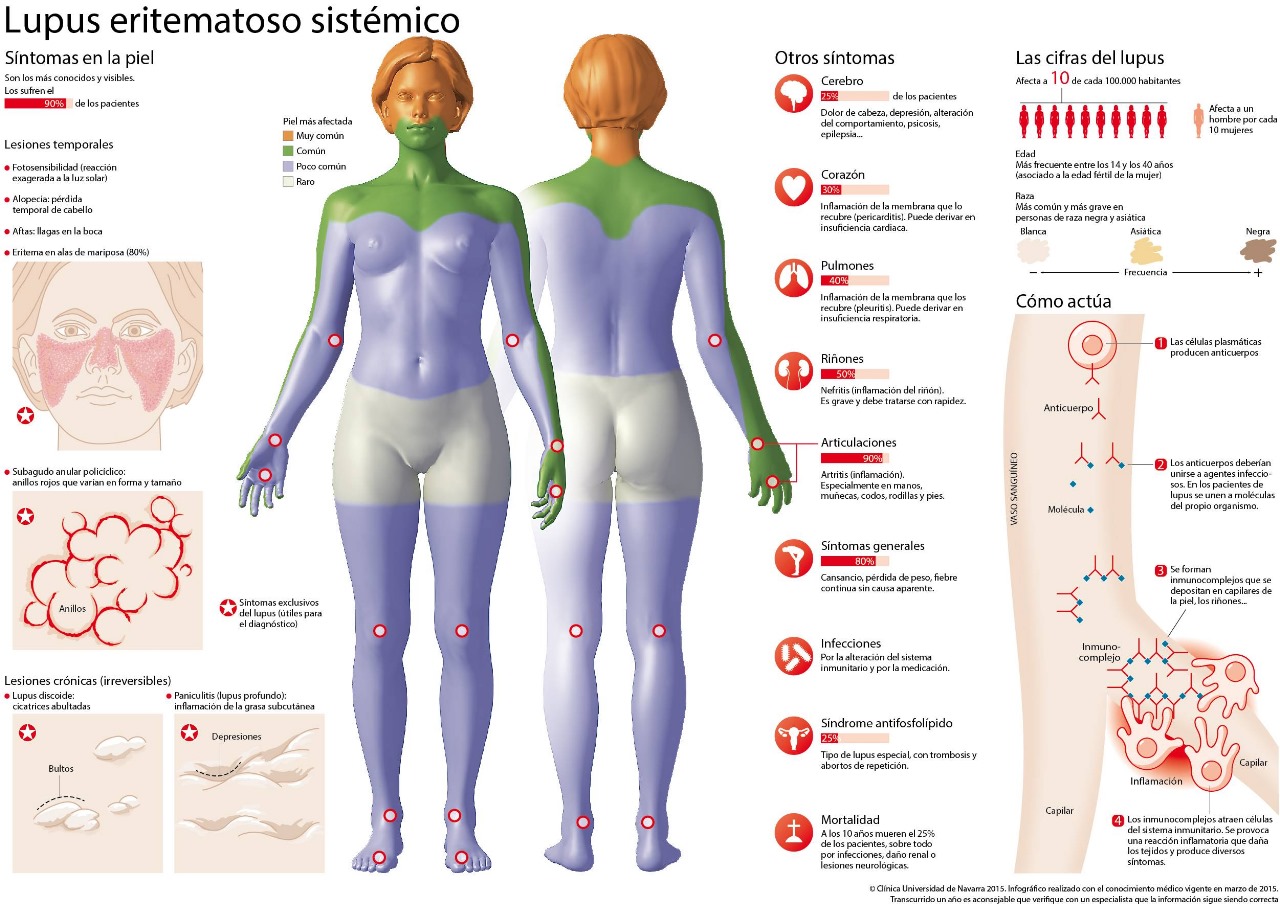 Lupus eritematoso sistémico
Síntomas en la piel
Son los más conocidos y visibles.
Los sufren el
90% de los pacientes
Lesiones temporales
Fotosensibilidad (reacción
exagerada a la luz solar)
Alopecia: pérdida
temporal de cabello
Aftas: llagas en la boca
Eritema en alas de mariposa (80%)
Subagudo anular policíclico:
anillos rojos que varían en forma y tamaño
Anillos
Lesiones crónicas (irreversibles)
Lupus discoide:
cicatrices abultadas
Bultos
Paniculitis (lupus profundo):
inflamación de la grasa subcutánea
Depresiones
Piel más afectada
Muy común
Común
Poco común
Raro
Síntomas exclusivos
del lupus (útiles para
el diagnóstico)
Otros síntomas
Cerebro
25% de los pacientes
Dolor de cabeza, depresión, alteración
del comportamiento, psicosis,
epilepsia...
Corazón
30%
Inflamación de la membrana que lo
recubre (pericarditis). Puede derivar en
insuficiencia cardiaca.
Pulmones
40%
Inflamación de la membrana que los
recubre (pleuritis). Puede derivar en
insuficiencia respiratoria.
Riñones
50%
Nefritis (inflamación del riñón).
Es grave y debe tratarse con rapidez.
Articulaciones
90%
Artritis (inflamación).
Especialmente en manos,
muñecas, codos, rodillas y pies.
Síntomas generales
80%
Cansancio, pérdida de peso, fiebre
continua sin causa aparente.
Infecciones
Por la alteración del sistema
inmunitario y por la medicación.
Síndrome antifosfolípido
25%
Tipo de lupus especial, con trombosis y
abortos de repetición.
Mortalidad
A los 10 años mueren el 25%
de los pacientes, sobre todo
por infecciones, daño renal o
lesiones neurológicas.
Las cifras del lupus
Afecta a 10 de cada 100.000 habitantes
Afecta a un
hombre por cada
10 mujeres
Edad
Más frecuente entre los 14 y los 40 años
(asociado a la edad fértil de la mujer)
Raza
Más común y más grave en
personas de raza negra y asiática
Blanca Asiática Negra
− Frecuencia +
Cómo actúa
1 Las células plasmáticas
producen anticuerpos
Anticuerpo
VASO SANGUÍNEO
2 Los anticuerpos deberían
unirse a agentes infeccio-
sos. En los pacientes de
lupus se unen a moléculas
del propio organismo.
Molécula
3 Se forman
inmunocomplejos que se
depositan en capilares de
la piel, los riñones...
Inmuno-
complejo
Capilar
Inflamación
Capilar
4 Los inmunocomplejos atraen células
del sistema inmunitario. Se provoca
una reacción inflamatoria que daña
los tejidos y produce diversos
síntomas.
© Clínica Universidad de Navarra 2015. Infográfico realizado con el conocimiento médico vigente en marzo de 2015.
Transcurrido un año es aconsejable que verifique con un especialista que la información sigue siendo correcta